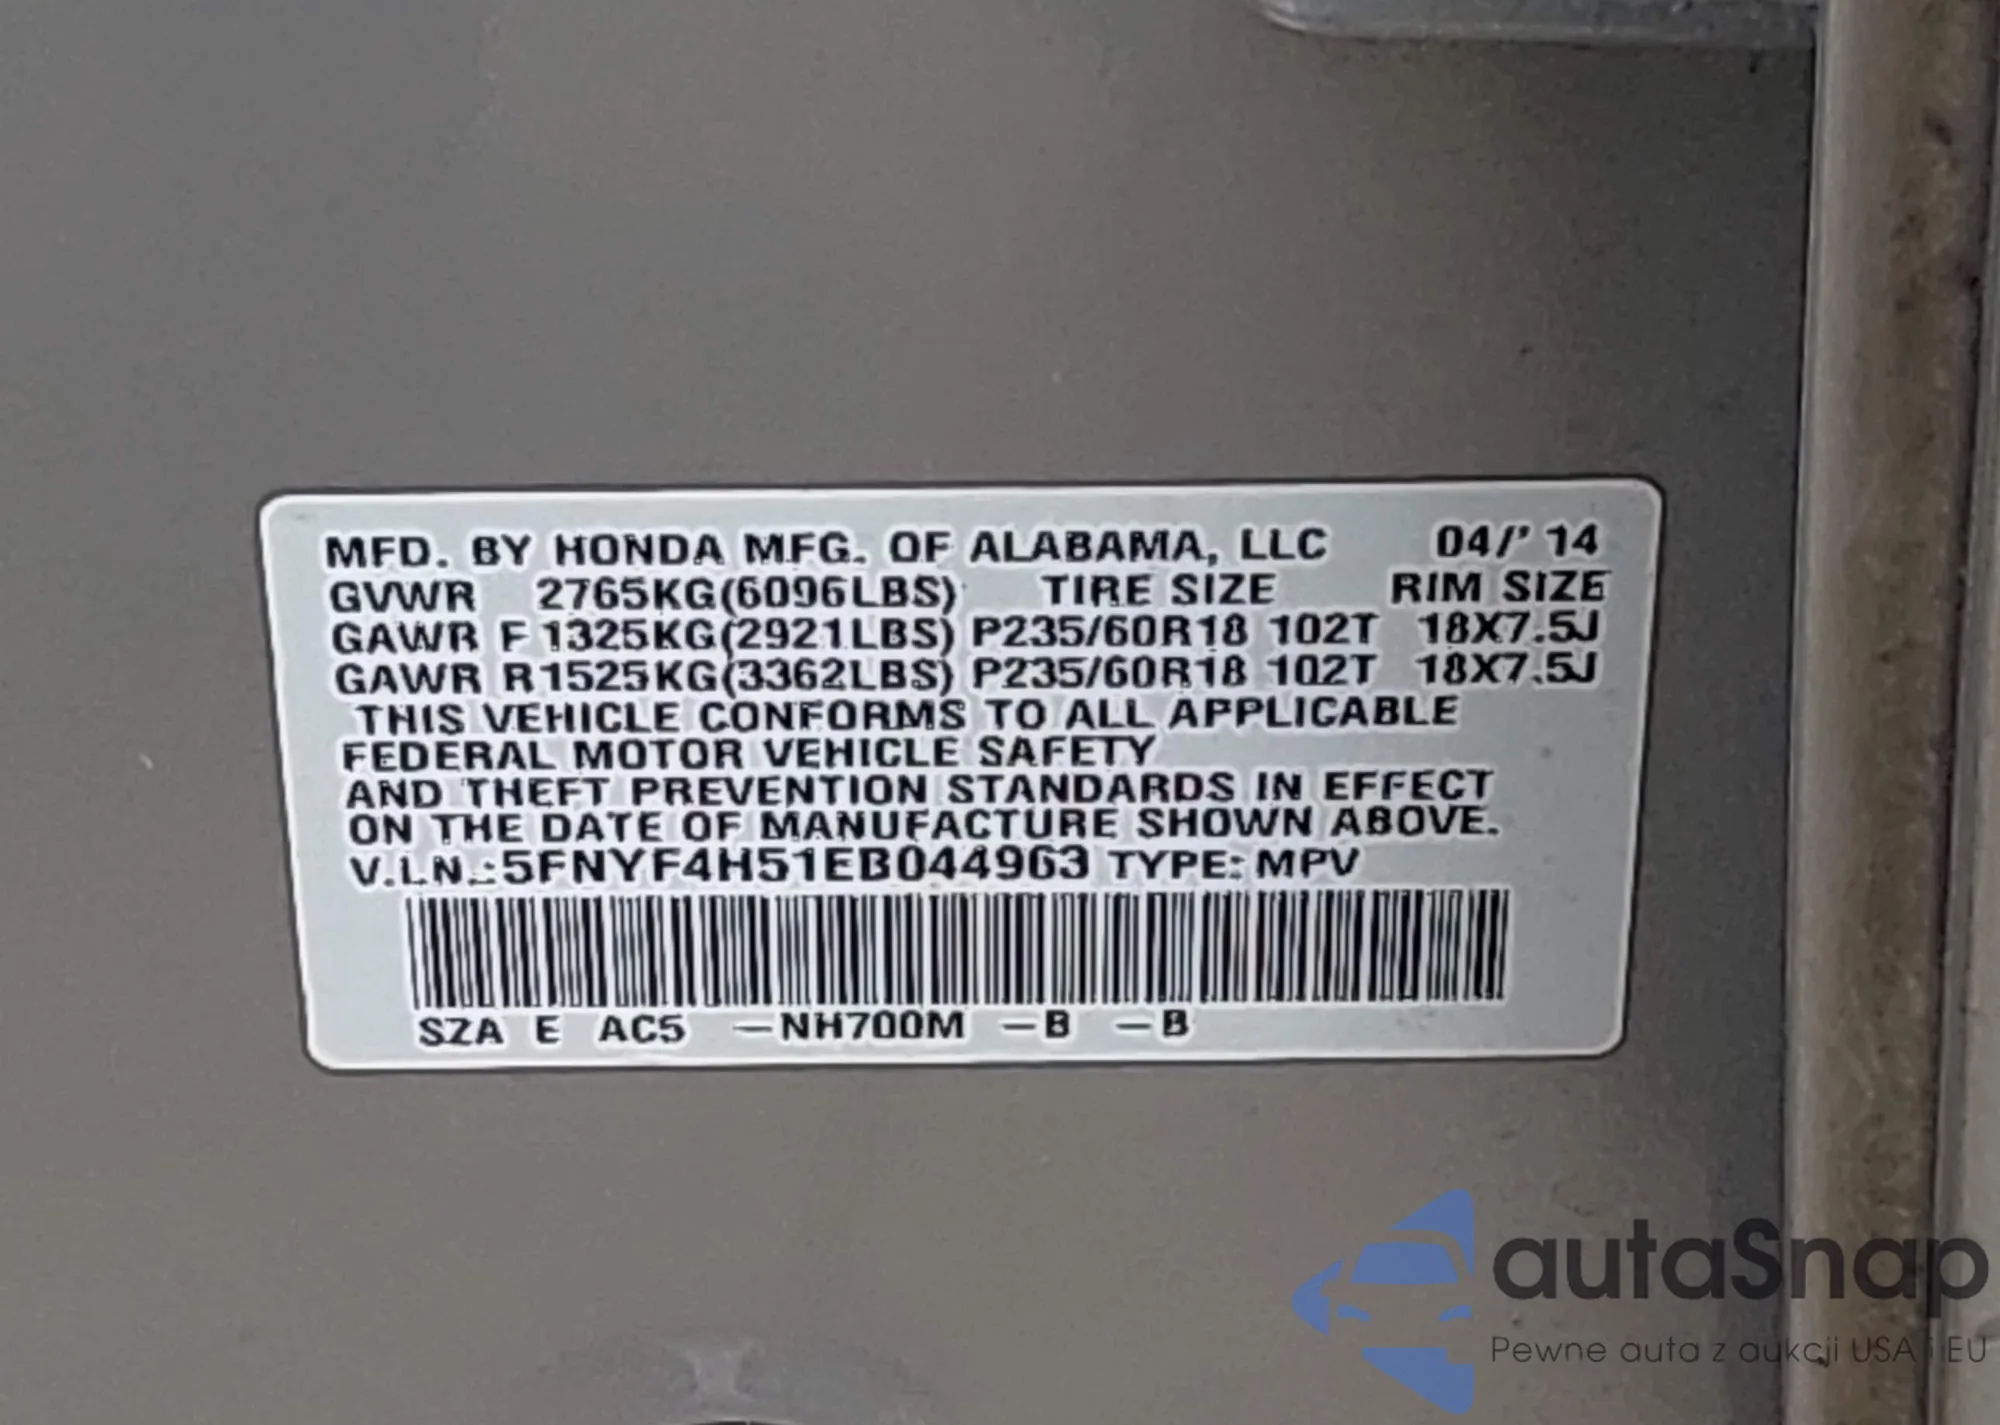 MFD. BY HONDA MFG. OF ALABAMA, LLC 04/' 14
GVWR 2765KG(6096LBS) TIRE SIZE RIM SIZE
GAWR F 1325KG(2921LBS) P235/60R18 102T 18X7.5J
GAWR R1525KG(3362LBS) P235/60R18 102T 18X7.5J
THIS VEHICLE CONFORMS TO ALL APPLICABLE
FEDERAL MOTOR VEHICLE SAFETY
AND THEFT PREVENTION STANDARDS IN EFFECT
ON THE DATE OF MANUFACTURE SHOWN ABOVE.
V.I.N.:5FNYF4H51EB044963 TYPE: MPV
SZA E AC5 -NH700M -B -B
autaSnap
Pewne auta z aukcji USA i EU